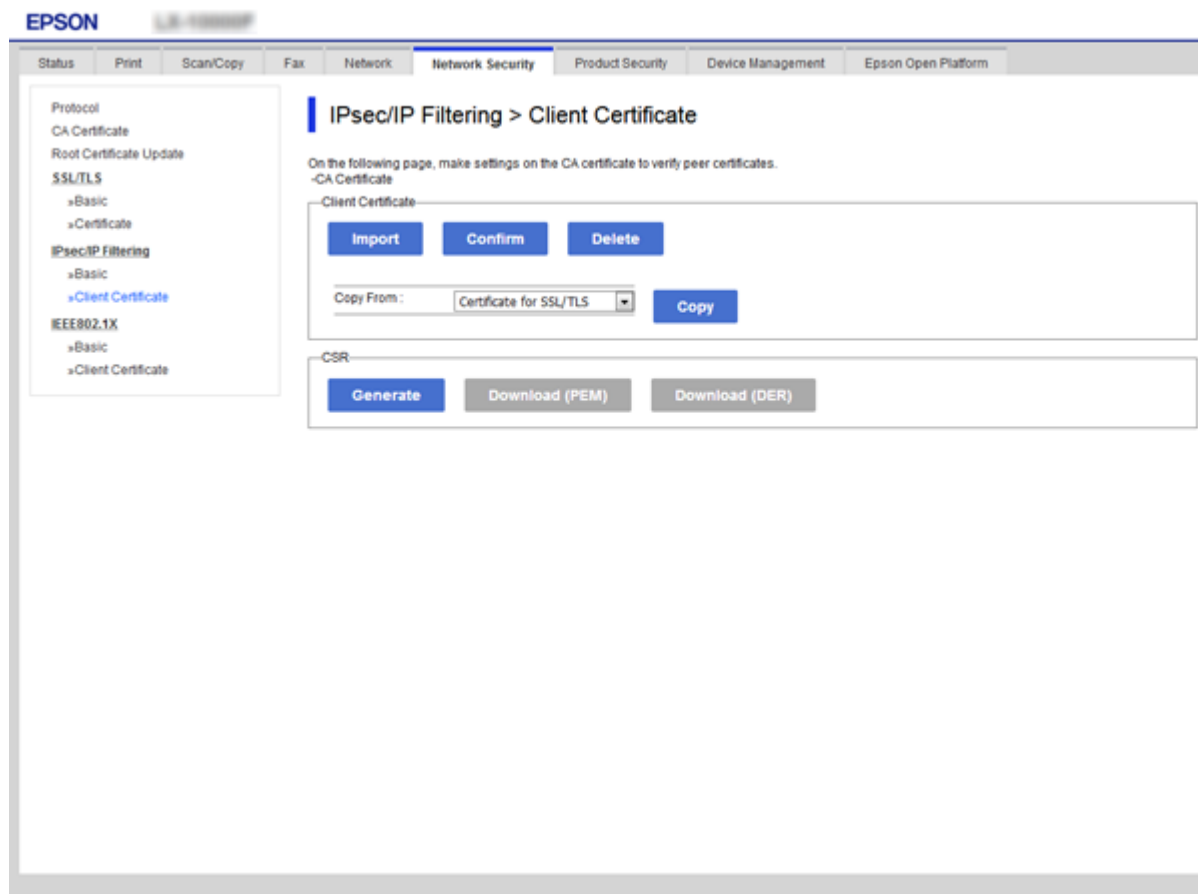 EPSON
Status Print Scan/Copy Fax Network Network Security Product Security Device Management Epson Open Platform
Protocol
CA Certificate
Root Certificate Update
SSL/TLS
»Basic
»Certificate
IPsec/IP Filtering
»Basic
»Client Certificate
IEEE802.1X
»Basic
»Client Certificate
IPsec/IP Filtering > Client Certificate
On the following page, make settings on the CA certificate to verify peer certificates.
-CA Certificate
Client Certificate
Import Confirm Delete
Copy From : Certificate for SSL/TLS Copy
CSR
Generate Download (PEM) Download (DER)